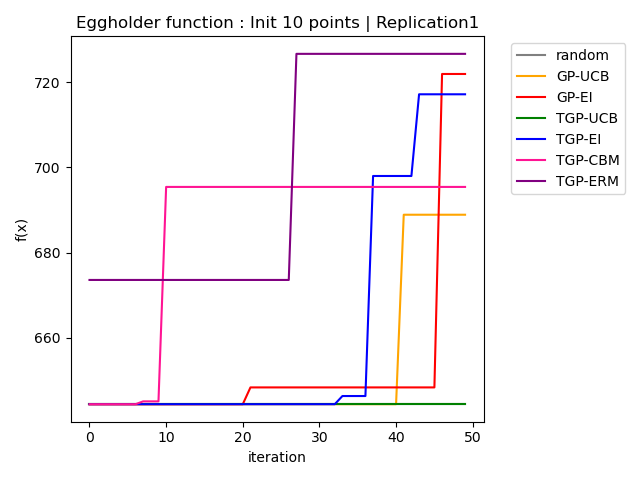 Eggholder function : Init 10 points | Replication1
f(x)
720
700
680
660
0 10 20 30 40 50
iteration
random
GP-UCB
GP-EI
TGP-UCB
TGP-EI
TGP-CBM
TGP-ERM